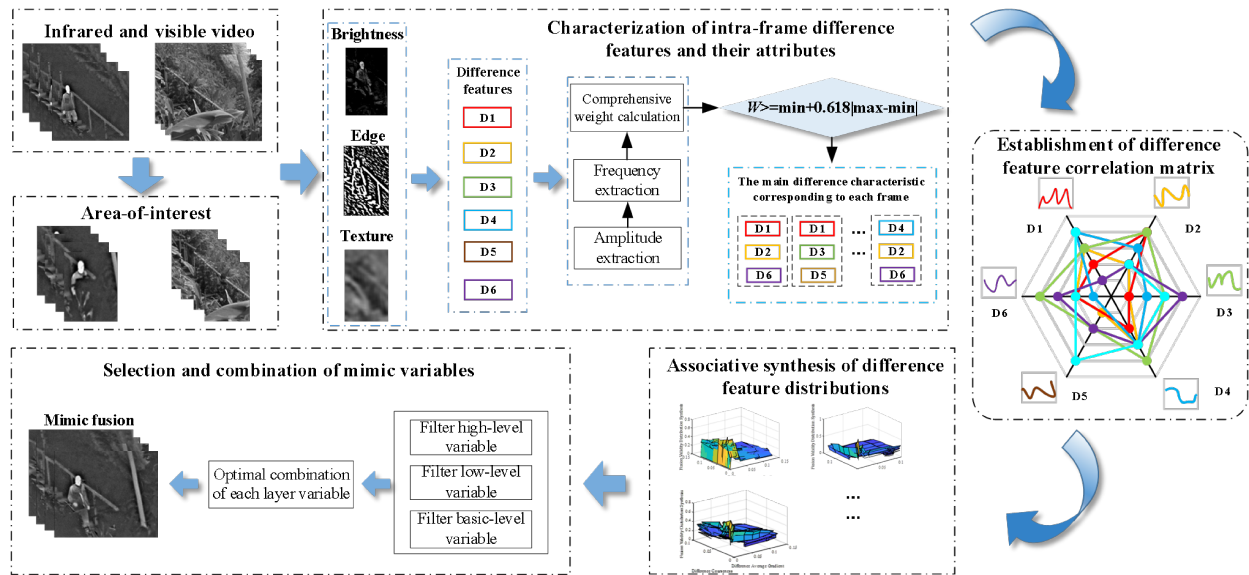 Infrared and visible video
Area-of-interest
Characterization of intra-frame difference
features and their attributes
Brightness
Edge
Texture
Difference
features
D1
D2
D3
D4
D5
D6
Comprehensive
weight calculation
Frequency
extraction
Amplitude
extraction
W>=min+0.618|max-min|
The main difference characteristic
corresponding to each frame
D1 D1 ... D4
D2 D3 ... D2
D6 D5 D6
Establishment of difference
feature correlation matrix
D1
D2
D6
D3
D5
D4
Associative synthesis of difference
feature distributions
...
...
Difference Average Gradient
Selection and combination of mimic variables
Mimic fusion
Optimal combination
of each layer variable
Filter high-level
variable
Filter low-level
variable
Filter basic-level
variable